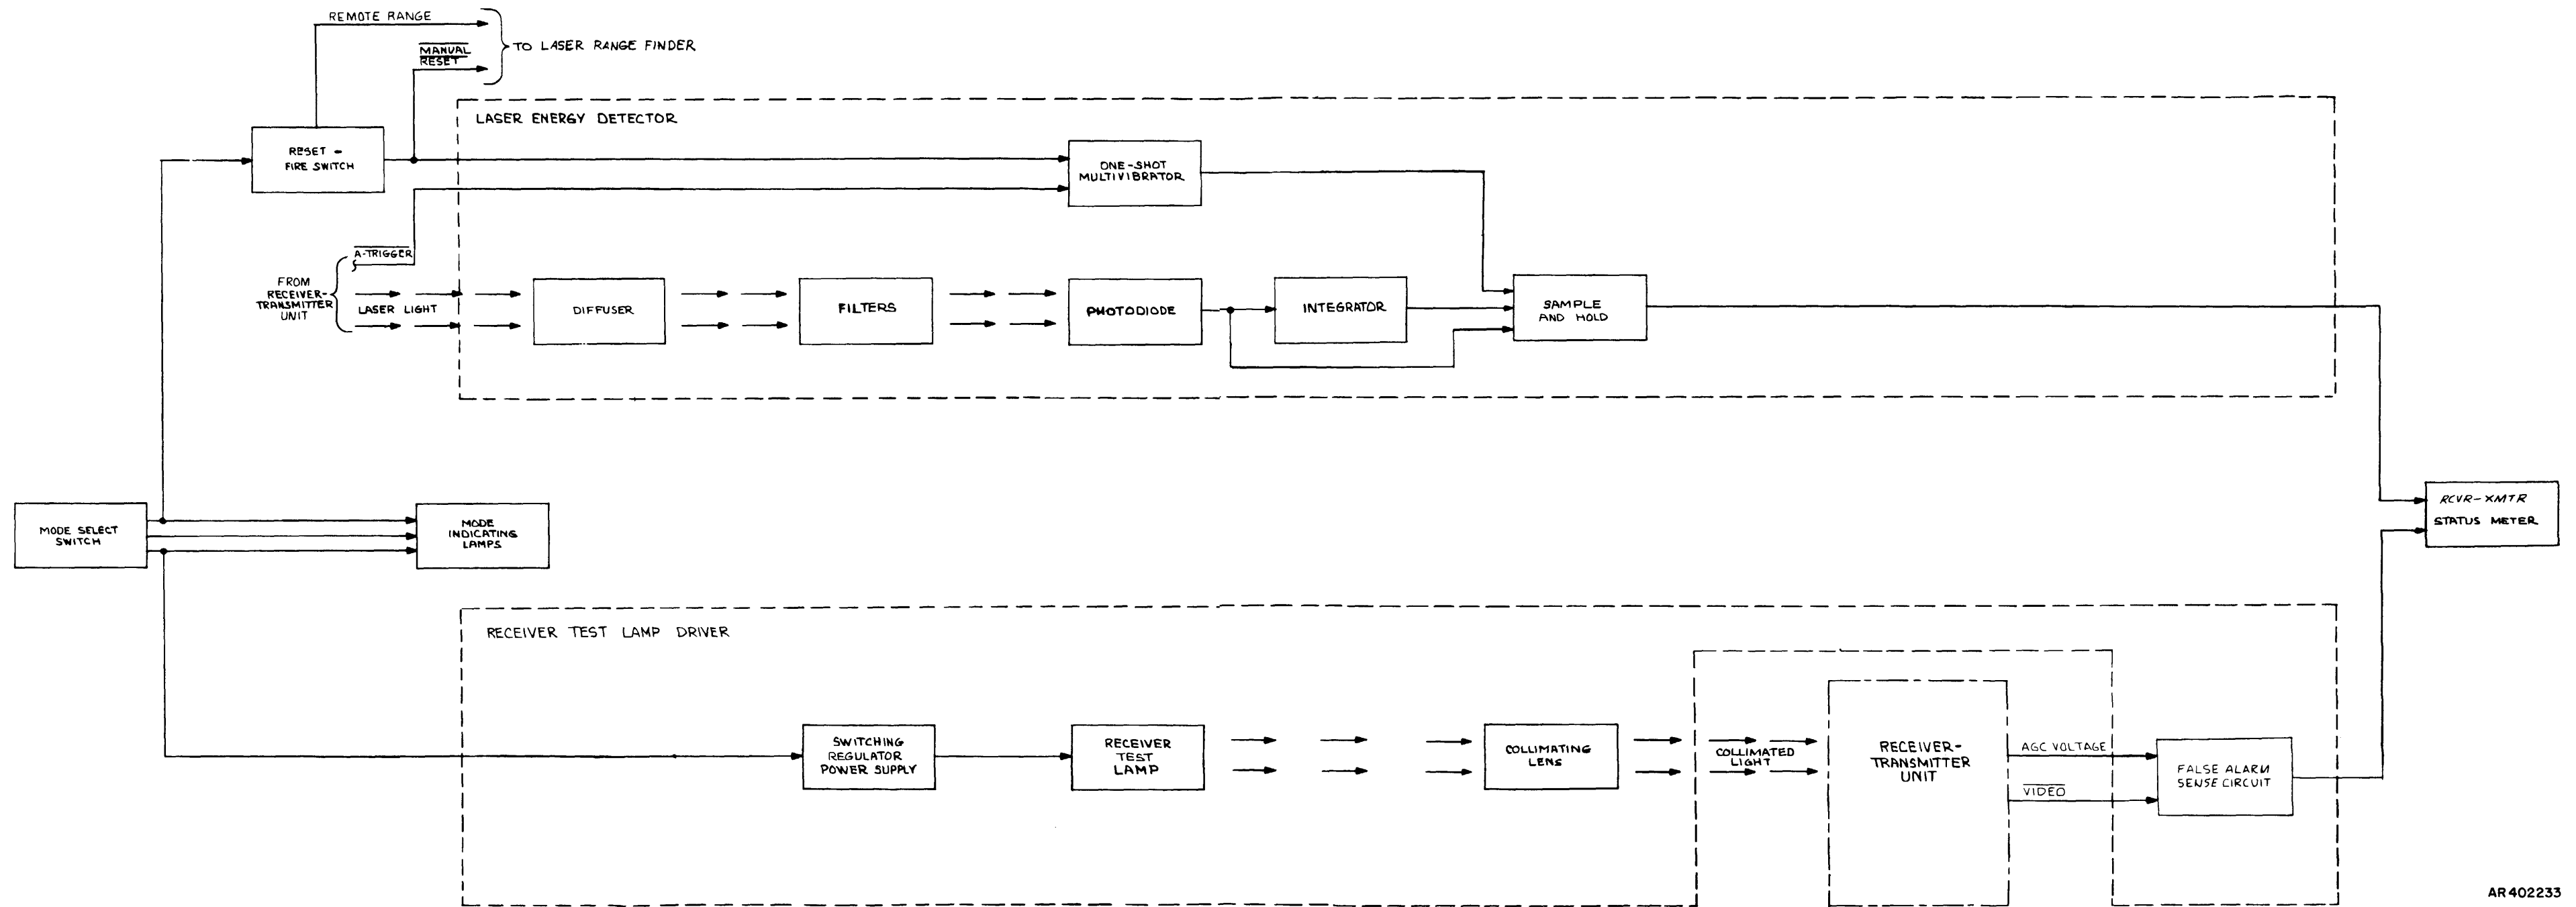 REMOTE RANGE
MANUAL
RESET
TO LASER RANGE FINDER
LASER ENERGY DETECTOR
RESET -
FIRE SWITCH
ONE-SHOT
MULTIVIBRATOR
A-TRIGGER
FROM
RECEIVER-
TRANSMITTER
UNIT
LASER LIGHT
DIFFUSER
FILTERS
PHOTODIODE
INTEGRATOR
SAMPLE
AND HOLD
MODE SELECT
SWITCH
MODE
INDICATING
LAMPS
RCVR-XMTR
STATUS METER
RECEIVER TEST LAMP DRIVER
SWITCHING
REGULATOR
POWER SUPPLY
RECEIVER
TEST
LAMP
COLLIMATING
LENS
COLLIMATED
LIGHT
RECEIVER-
TRANSMITTER
UNIT
AGC VOLTAGE
VIDEO
FALSE ALARM
SENSE CIRCUIT
AR402233